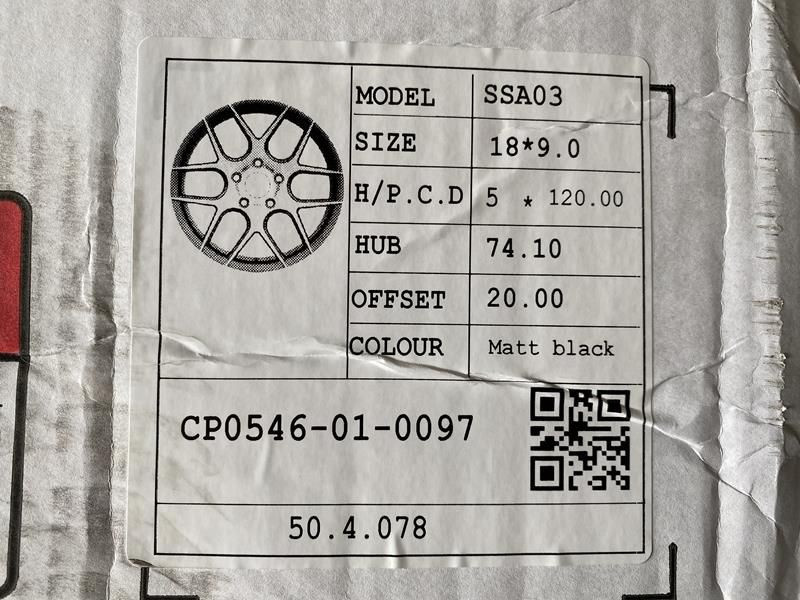 MODEL SSA03
SIZE 18*9.0
H/P.C.D 5 * 120.00
HUB 74.10
OFFSET 20.00
COLOUR Matt black
CP0546-01-0097
50.4.078